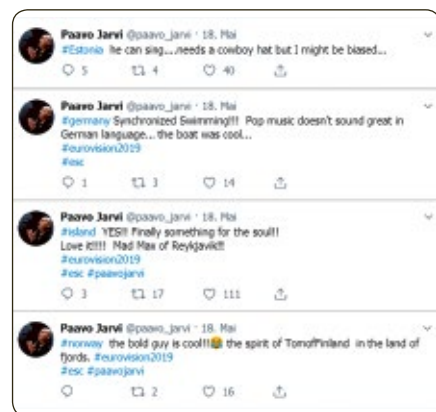 Paavo Jarvi @paavo_jarvi · 18. Mai
#Estonia he can sing....needs a cowboy hat but I might be biased...
5 4 40
Paavo Jarvi @paavo_jarvi · 18. Mai
#germany Synchronized Swimming!!! Pop music doesn't sound great in
German language... the boat was cool...
#eurovision2019
#esc
1 3 14
Paavo Jarvi @paavo_jarvi · 18. Mai
#island YES!! Finally something for the soul!!
Love it!!!! Mad Max of Reykjavik!!
#eurovision2019
#esc #paavojarvi
3 17 111
Paavo Jarvi @paavo_jarvi · 18. Mai
#norway the bold guy is cool!!😂 the spirit of TomofFinland in the land of
fjords. #eurovision2019
#esc #paavojarvi
2 16